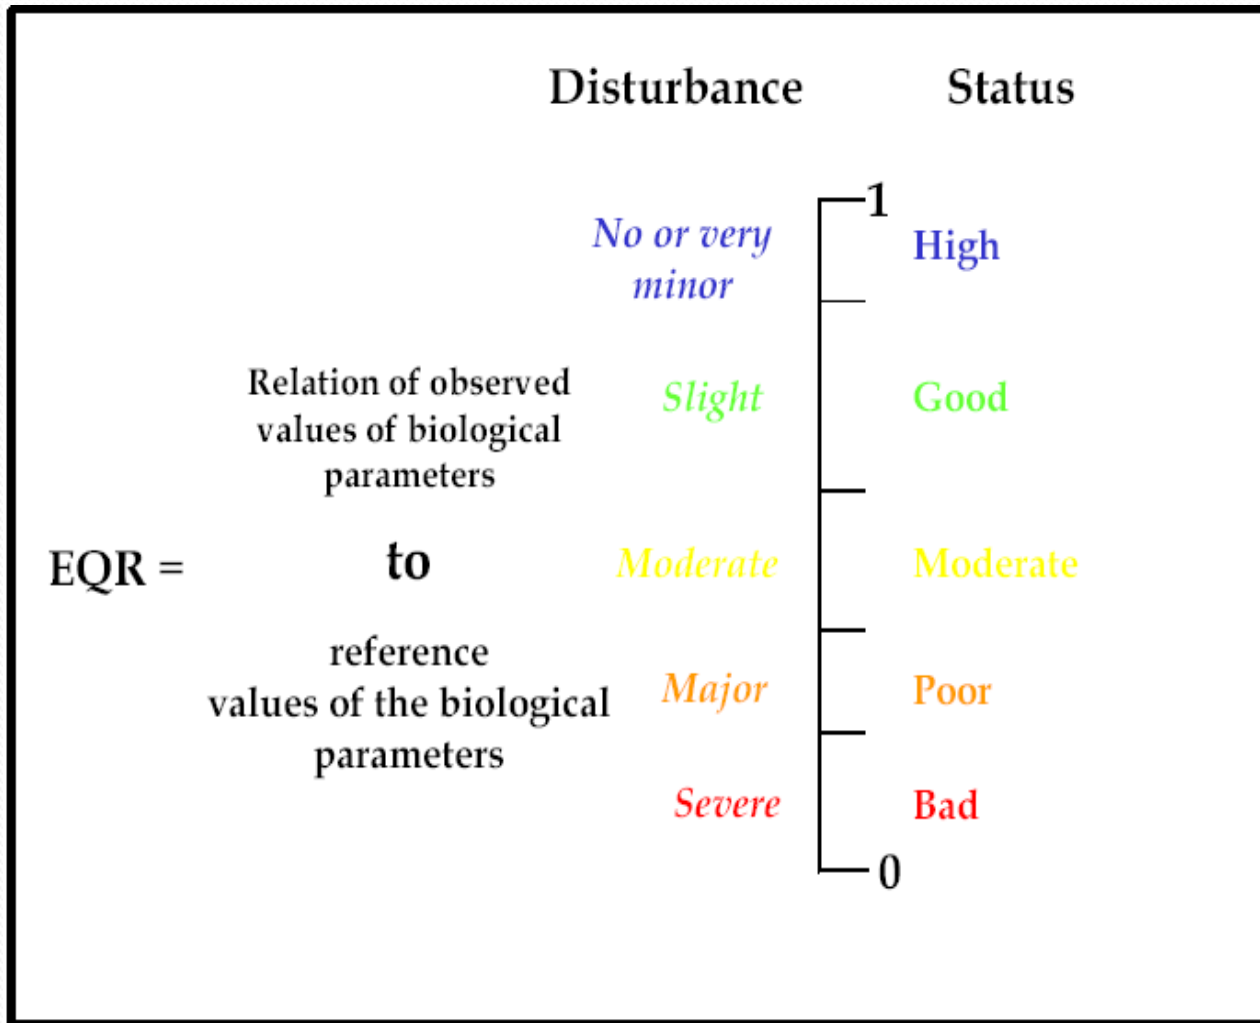 Disturbance Status
1
No or very
minor
High
Relation of observed
values of biological
parameters
Slight
Good
EQR =
to
Moderate
Moderate
reference
values of the biological
parameters
Major
Poor
Severe
Bad
0